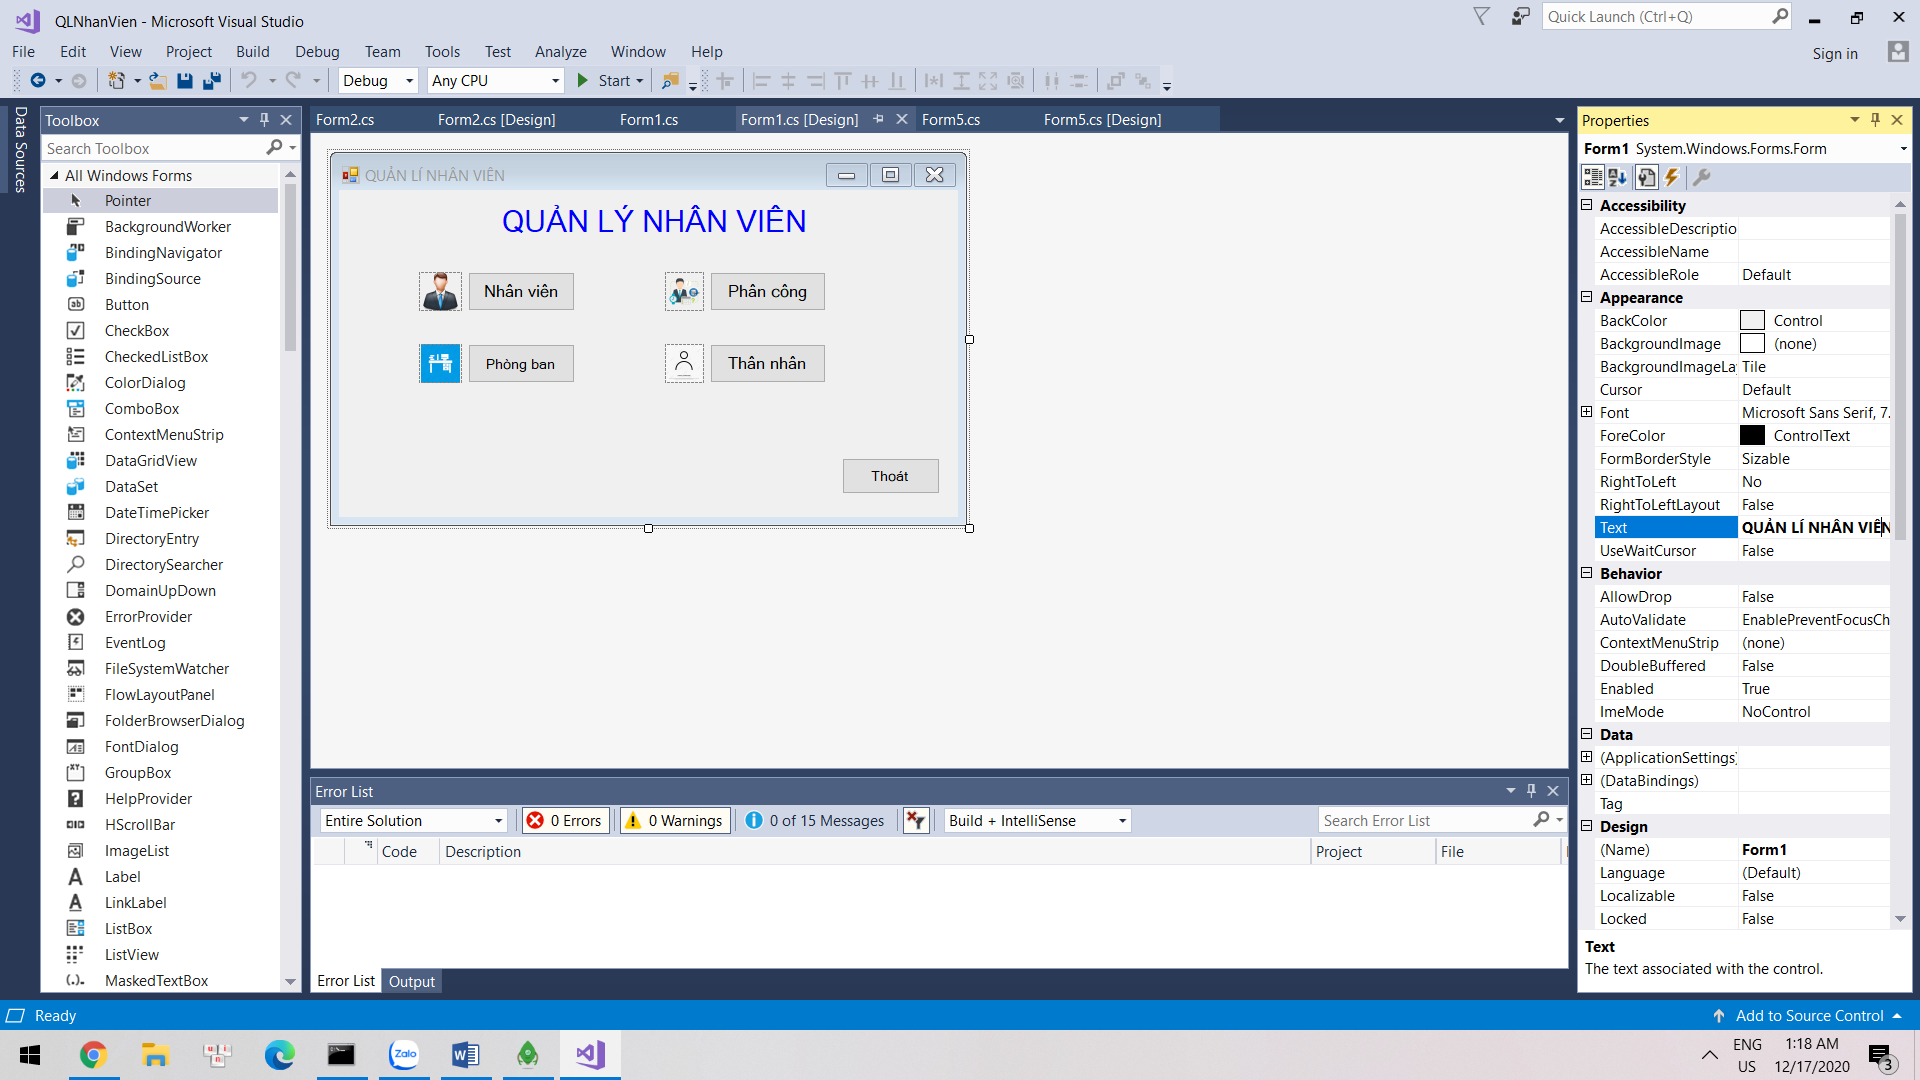 QLNhanVien - Microsoft Visual Studio
Quick Launch (Ctrl+Q)
File Edit View Project Build Debug Team Tools Test Analyze Window Help
Sign in
Debug Any CPU Start
Data Sources
Toolbox
Search Toolbox
All Windows Forms
Pointer
BackgroundWorker
BindingNavigator
BindingSource
Button
CheckBox
CheckedListBox
ColorDialog
ComboBox
ContextMenuStrip
DataGridView
DataSet
DateTimePicker
DirectoryEntry
DirectorySearcher
DomainUpDown
ErrorProvider
EventLog
FileSystemWatcher
FlowLayoutPanel
FolderBrowserDialog
FontDialog
GroupBox
HelpProvider
HScrollBar
ImageList
Label
LinkLabel
ListBox
ListView
MaskedTextBox
Form2.cs Form2.cs [Design] Form1.cs Form1.cs [Design] Form5.cs Form5.cs [Design]
QUẢN LÍ NHÂN VIÊN
QUẢN LÝ NHÂN VIÊN
Nhân viên Phân công
Phòng ban Thân nhân
Thoát
Error List
Entire Solution 0 Errors 0 Warnings 0 of 15 Messages Build + IntelliSense Search Error List
Code Description Project File
Error List Output
Properties
Form1 System.Windows.Forms.Form
Accessibility
AccessibleDescriptio
AccessibleName
AccessibleRole Default
Appearance
BackColor Control
BackgroundImage (none)
BackgroundImageLa Tile
Cursor Default
Font Microsoft Sans Serif, 7.
ForeColor ControlText
FormBorderStyle Sizable
RightToLeft No
RightToLeftLayout False
Text QUẢN LÍ NHÂN VIÊN
UseWaitCursor False
Behavior
AllowDrop False
AutoValidate EnablePreventFocusCh
ContextMenuStrip (none)
DoubleBuffered False
Enabled True
ImeMode NoControl
Data
(ApplicationSettings)
(DataBindings)
Tag
Design
(Name) Form1
Language (Default)
Localizable False
Locked False
Text
The text associated with the control.
Ready
Add to Source Control
Zalo
ENG
US
1:18 AM
12/17/2020
3